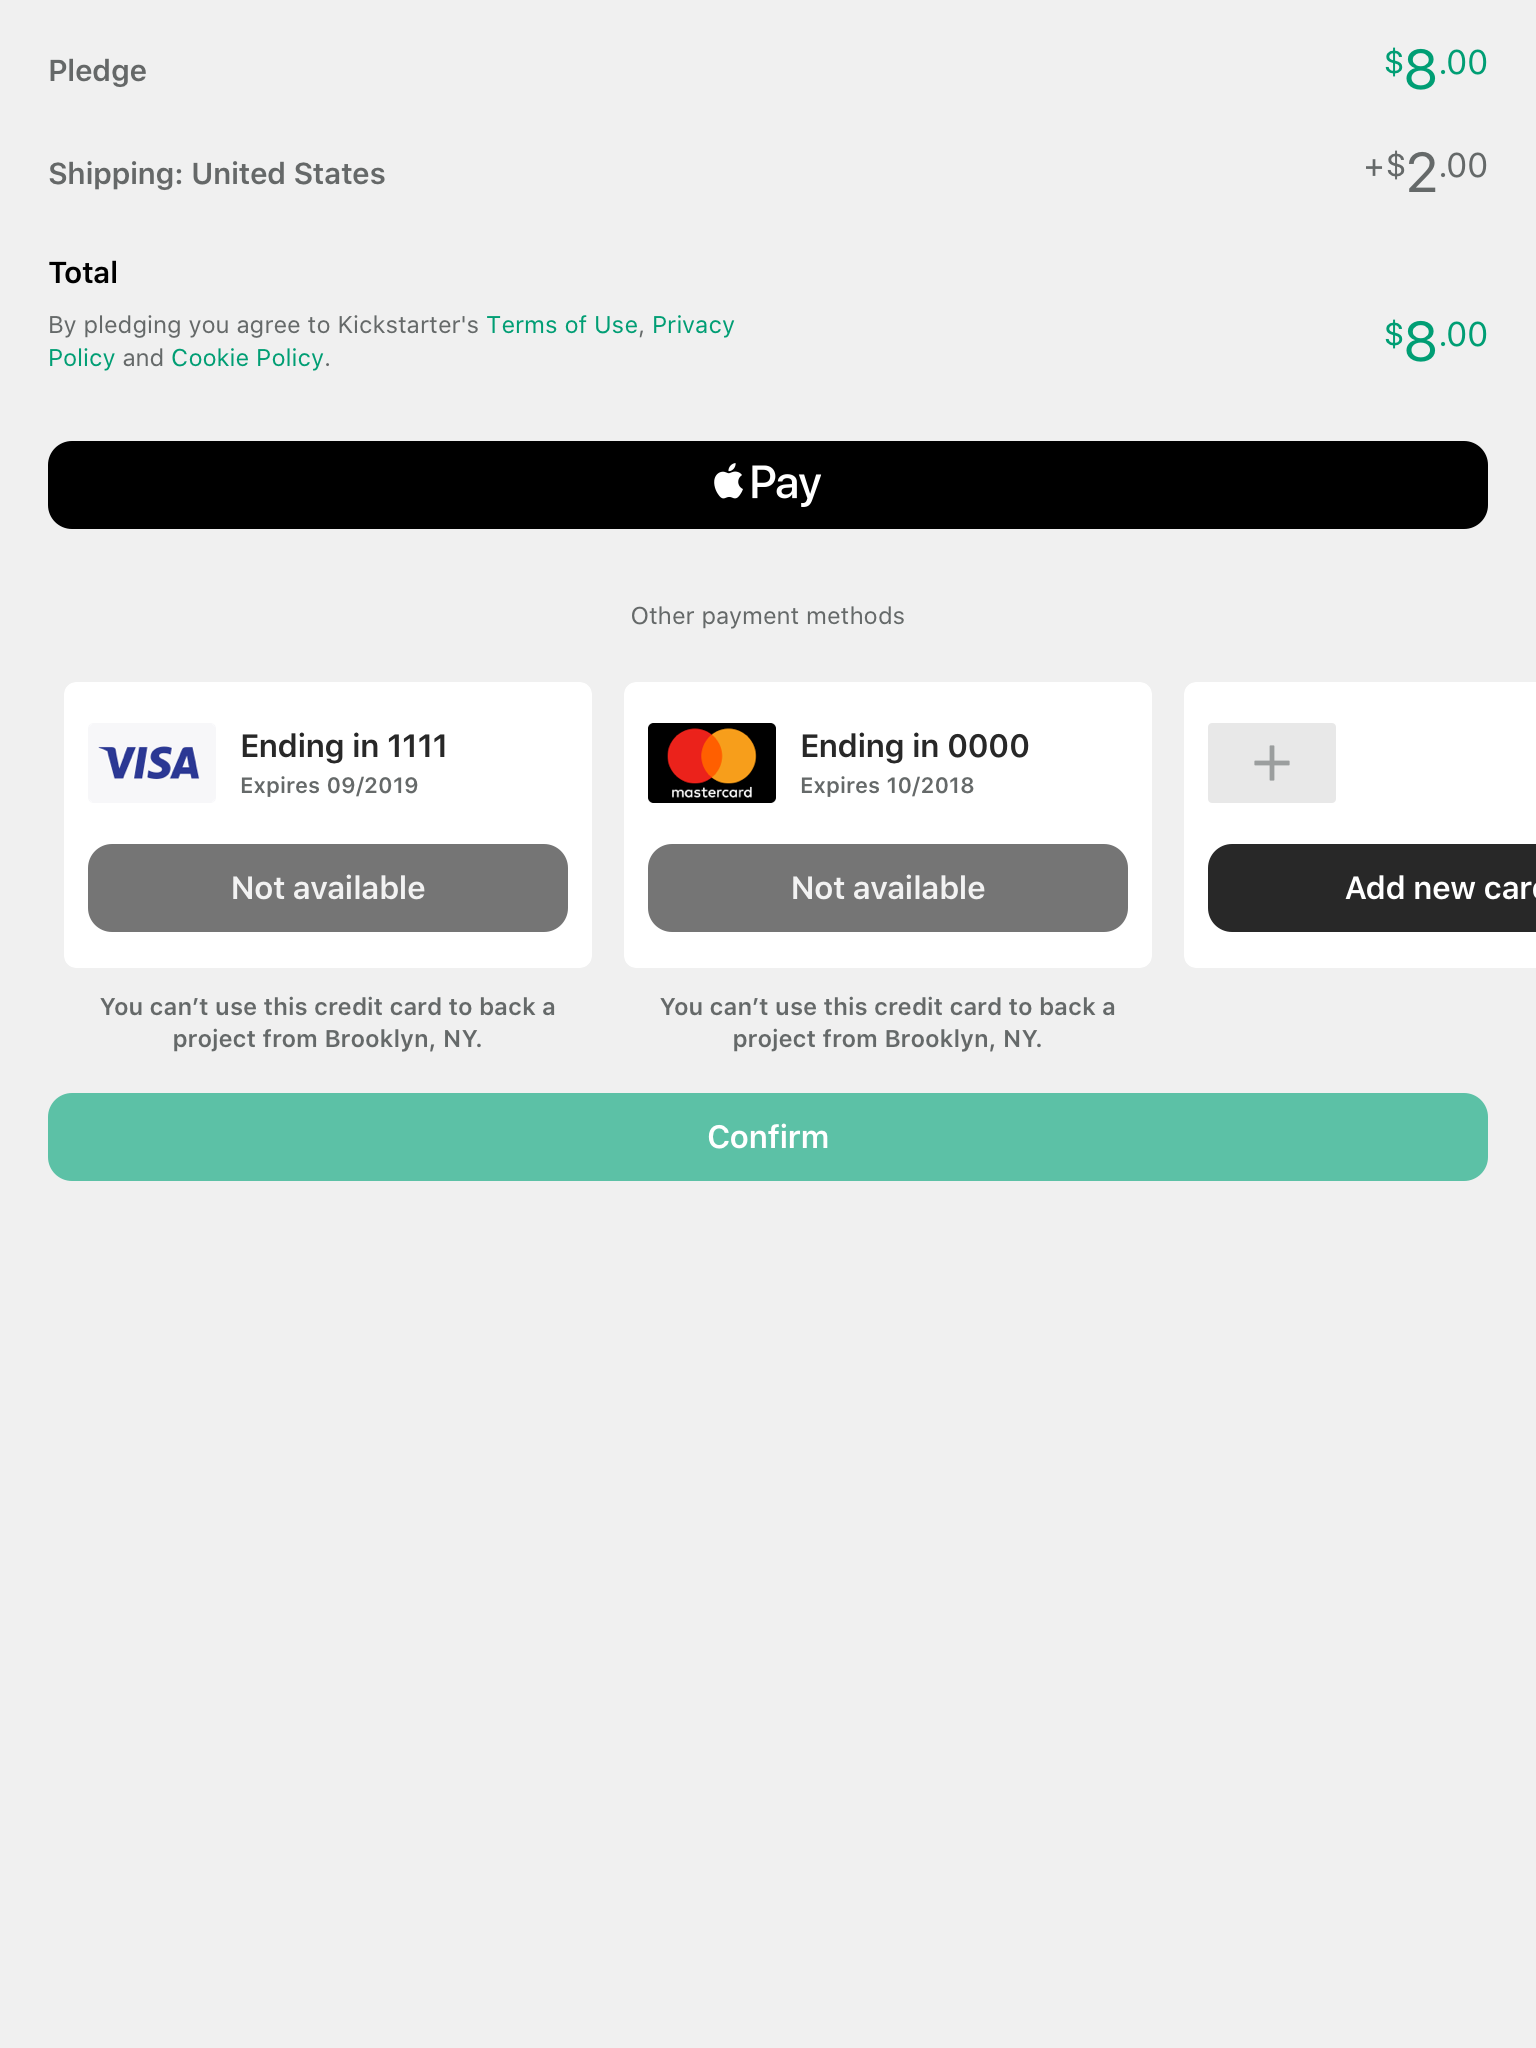 Pledge
$8.00
Shipping: United States
+$2.00
Total
By pledging you agree to Kickstarter's Terms of Use, Privacy
Policy and Cookie Policy.
$8.00
Pay
Other payment methods
VISA
Ending in 1111
Expires 09/2019
Not available
You can’t use this credit card to back a
project from Brooklyn, NY.
mastercard
Ending in 0000
Expires 10/2018
Not available
You can’t use this credit card to back a
project from Brooklyn, NY.
Add new car
Confirm